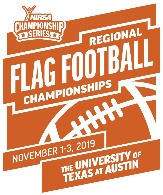 NIRSA
CHAMPIONSHIP
SERIES
REGIONAL
FLAG FOOTBALL
CHAMPIONSHIPS
NOVEMBER 1-3, 2019
THE UNIVERSITY OF
TEXAS AT AUSTIN